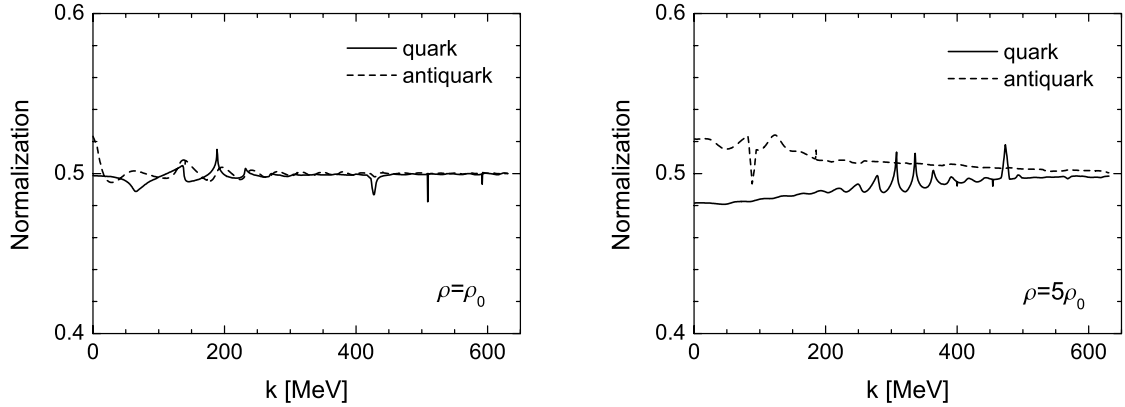 0.6
quark
antiquark
0.5
0.4
Normalization
ρ=ρ0
0 200 400 600
k [MeV]
0.6
quark
antiquark
0.5
0.4
Normalization
ρ=5ρ0
0 200 400 600
k [MeV]